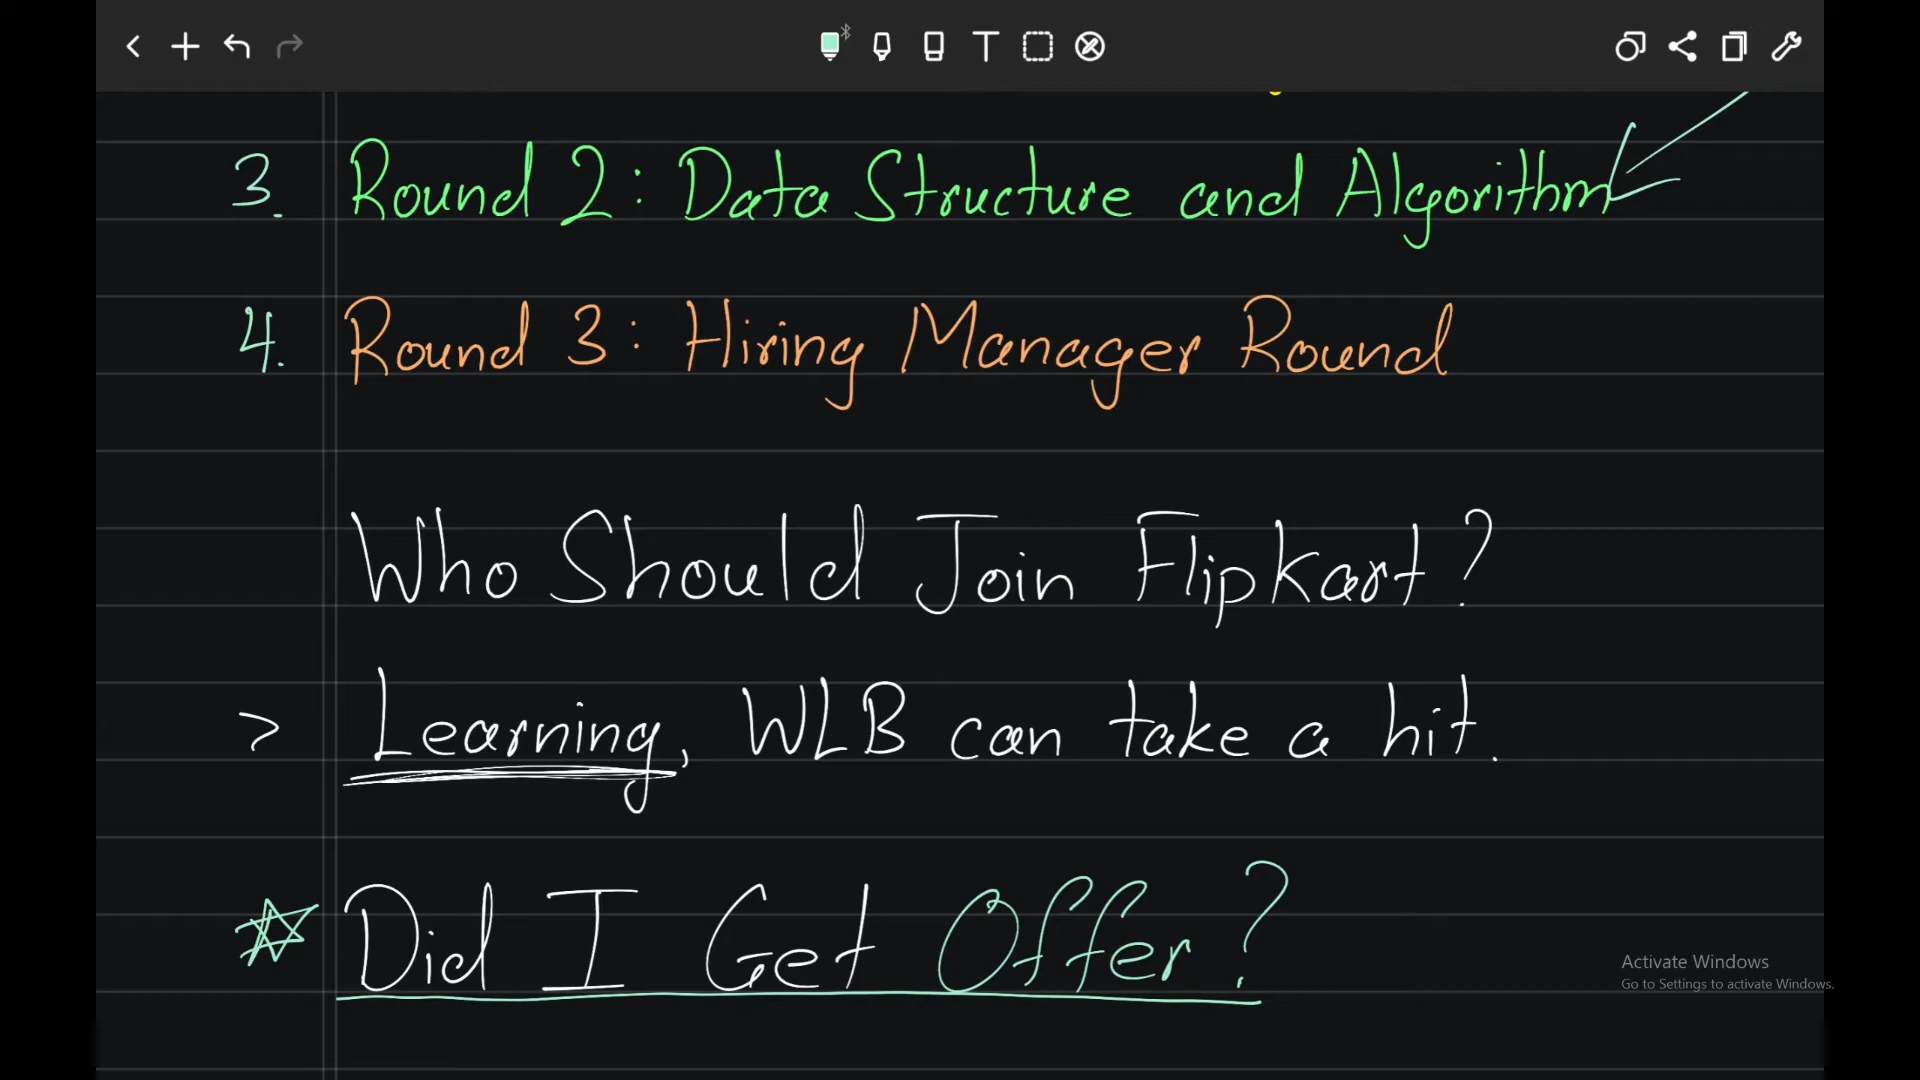 3. Round 2: Data Structure and Algorithm
4. Round 3: Hiring Manager Round
Who Should Join Flipkart?
> Learning, WLB can take a hit.
Did I Get Offer?
Activate Windows
Go to Settings to activate Windows.